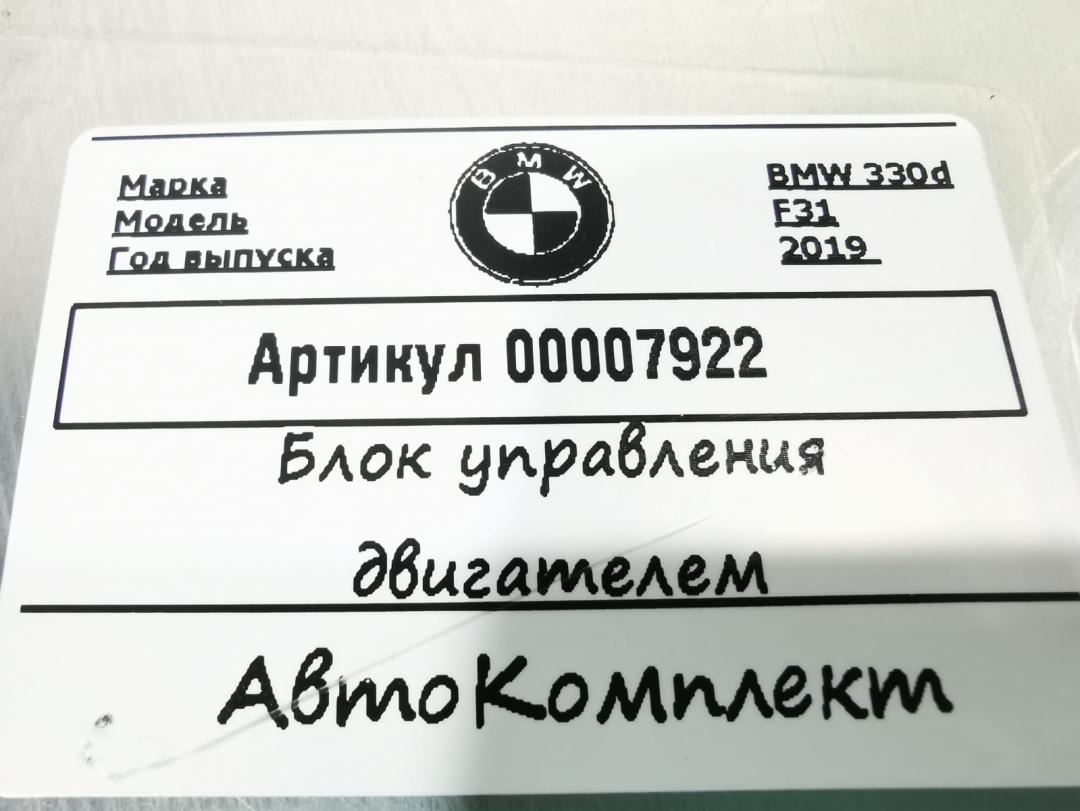 Марка
Модель
Год выпуска
BMW
BMW 330d
F31
2019
Артикул 00007922
Блок управления
двигателем
АвтоКомплект